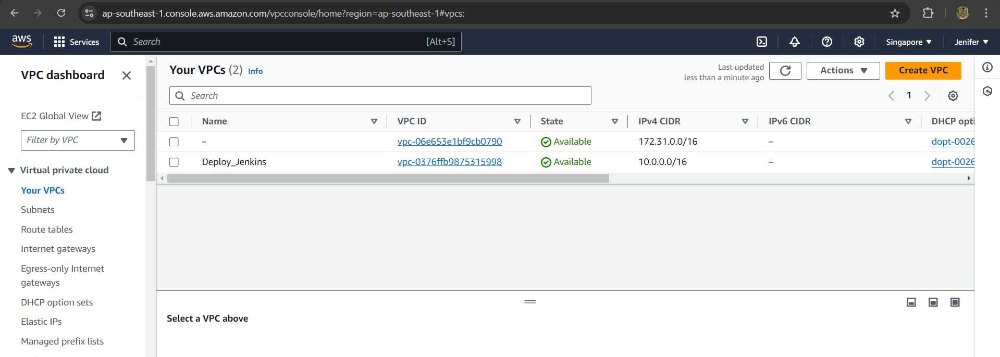 ap-southeast-1.console.aws.amazon.com/vpcconsole/home?region=ap-southeast-1#vpcs:
aws Services Search [Alt+S] Singapore Jenifer
VPC dashboard
EC2 Global View
Filter by VPC
Virtual private cloud
Your VPCs
Subnets
Route tables
Internet gateways
Egress-only Internet
gateways
DHCP option sets
Elastic IPs
Managed prefix lists
Your VPCs (2) Info
Last updated
less than a minute ago
Actions
Create VPC
Search
1
Name VPC ID State IPv4 CIDR IPv6 CIDR DHCP opti
– vpc-06e653e1bf9cb0790 Available 172.31.0.0/16 – dopt-0026
Deploy_Jenkins vpc-0376ffb9875315998 Available 10.0.0.0/16 – dopt-0026
Select a VPC above